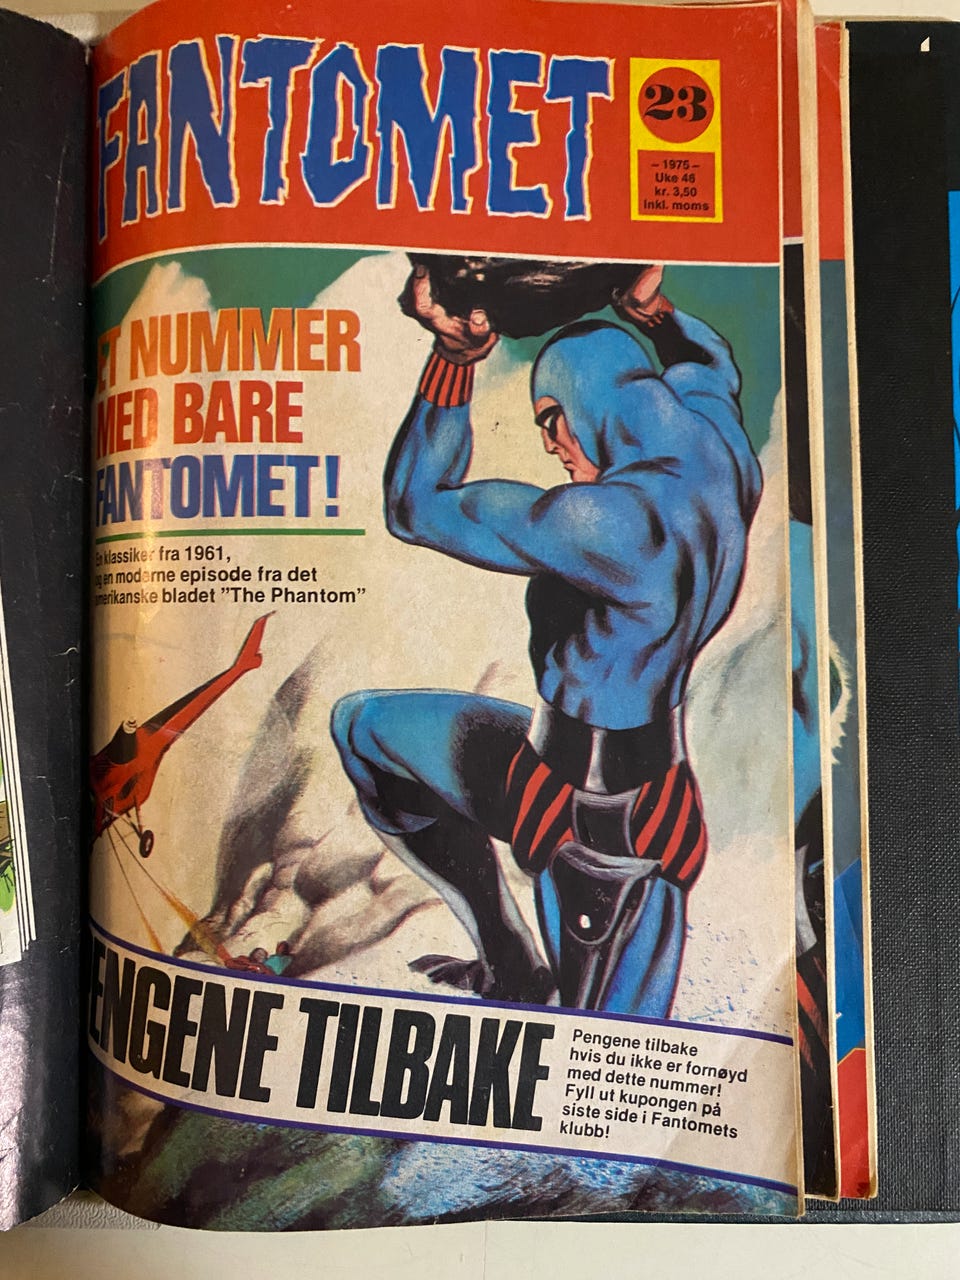 FANTOMET
23
– 1975 –
Uke 46
kr. 3,50
Inkl. moms
ET NUMMER
MED BARE
FANTOMET!
En klassiker fra 1961,
og en moderne episode fra det
amerikanske bladet "The Phantom"
PENGENE TILBAKE
Pengene tilbake
hvis du ikke er fornøyd
med dette nummer!
Fyll ut kupongen på
siste side i Fantomets
klubb!